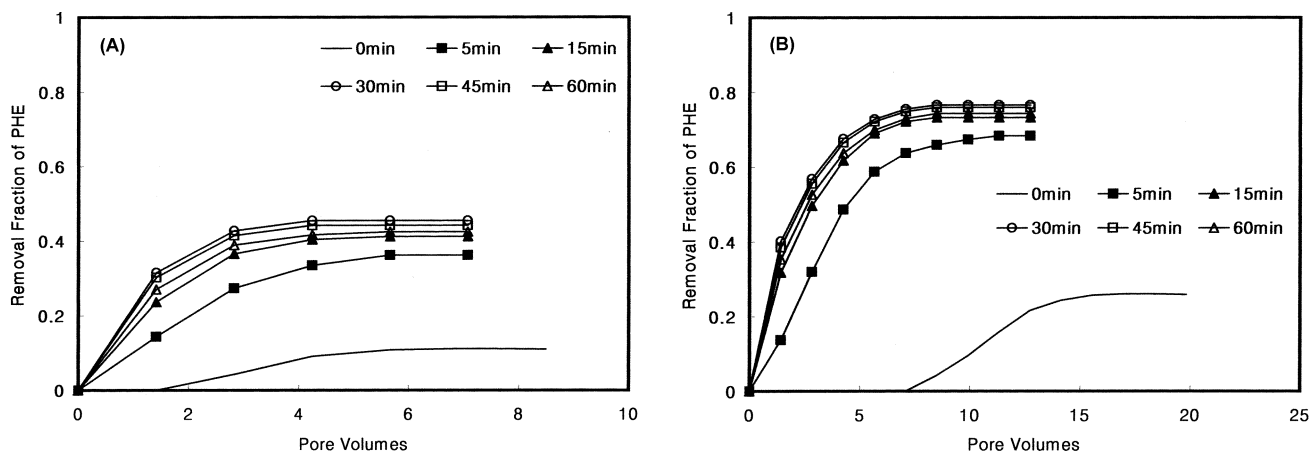 (A)
0min 5min 15min
30min 45min 60min
1
0.8
0.6
0.4
0.2
0
0 2 4 6 8 10
Removal Fraction of PHE
Pore Volumes
(B)
0min 5min 15min
30min 45min 60min
1
0.8
0.6
0.4
0.2
0
0 5 10 15 20 25
Removal Fraction of PHE
Pore Volumes